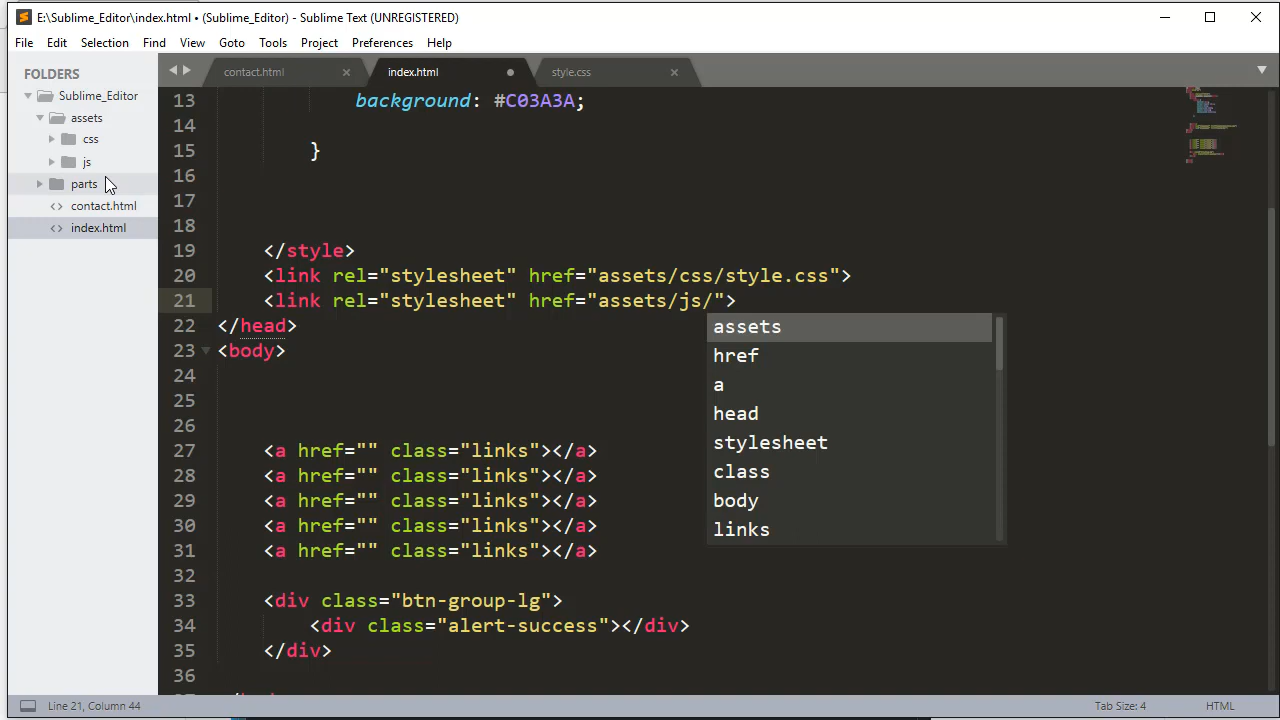 E:\Sublime_Editor\index.html • (Sublime_Editor) - Sublime Text (UNREGISTERED)
File Edit Selection Find View Goto Tools Project Preferences Help
FOLDERS
Sublime_Editor
assets
css
js
parts
contact.html
index.html
contact.html index.html style.css
13 background: #C03A3A;
14
15 }
16
17
18
19 </style>
20 <link rel="stylesheet" href="assets/css/style.css">
21 <link rel="stylesheet" href="assets/js/">
22 </head>
23 <body>
24
25
26
27 <a href="" class="links"></a>
28 <a href="" class="links"></a>
29 <a href="" class="links"></a>
30 <a href="" class="links"></a>
31 <a href="" class="links"></a>
32
33 <div class="btn-group-lg">
34 <div class="alert-success"></div>
35 </div>
36
assets
href
a
head
stylesheet
class
body
links
Line 21, Column 44 Tab Size: 4 HTML